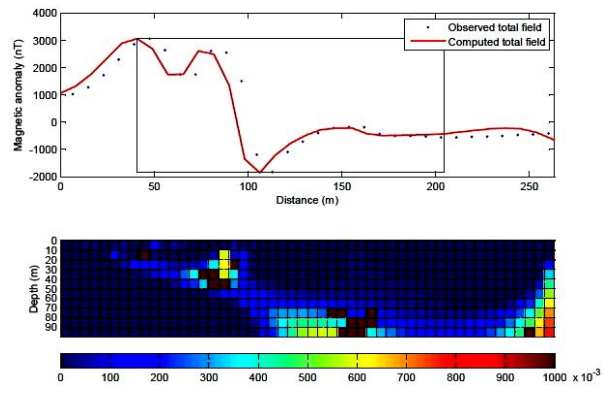 4000
3000
2000
1000
0
-1000
-2000
Magnetic anomaly (nT)
Observed total field
Computed total field
0 50 100 150 200 250
Distance (m)
0
10
20
30
40
50
60
70
80
90
Depth (m)
0 100 200 300 400 500 600 700 800 900 1000 x 10⁻³